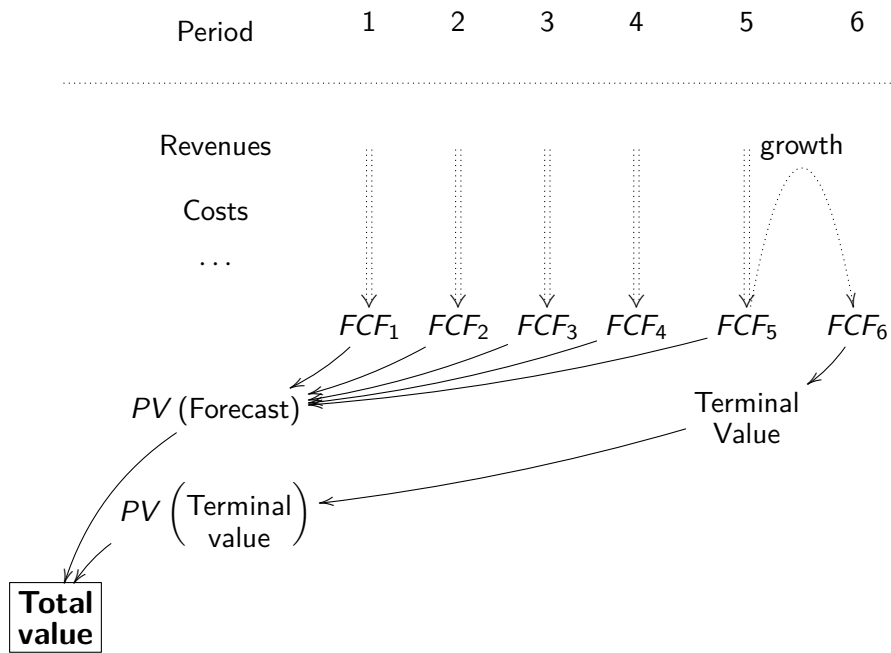 Period 1 2 3 4 5 6
Revenues growth
Costs
. . .
FCF₁ FCF₂ FCF₃ FCF₄ FCF₅ FCF₆
PV (Forecast)
Terminal
Value
PV (Terminal
value)
Total
value